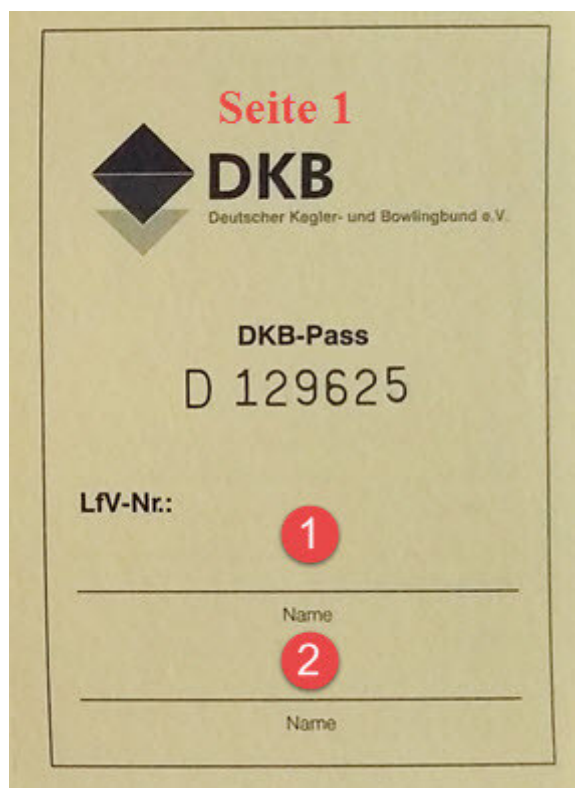 Seite 1
DKB
Deutscher Kegler- und Bowlingbund e.V.
DKB-Pass
D 129625
LfV-Nr.:
1
Name
2
Name